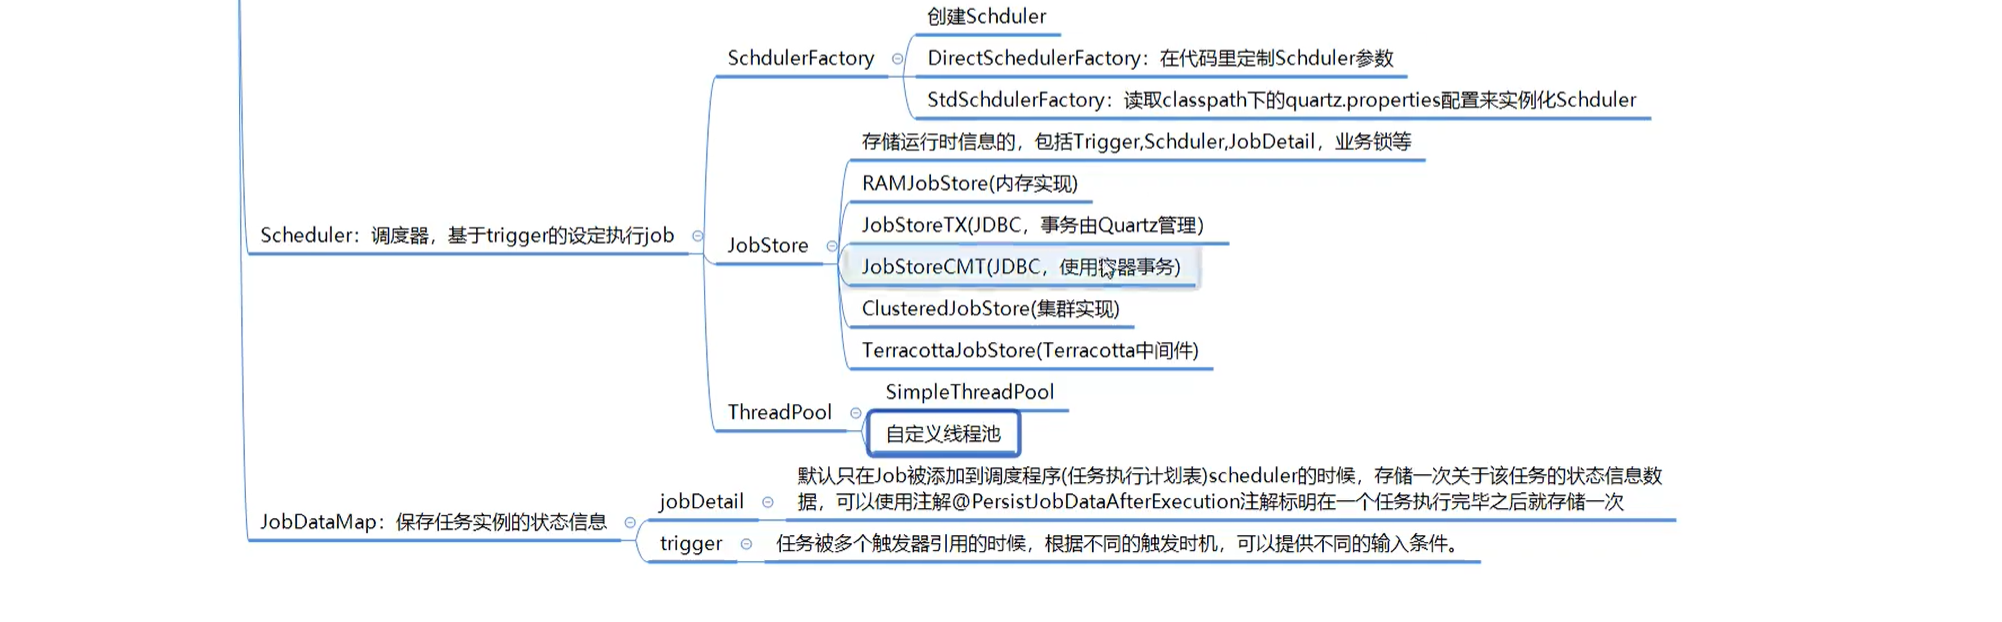 创建Schduler
SchdulerFactory
DirectSchedulerFactory：在代码里定制Schduler参数
StdSchdulerFactory：读取classpath下的quartz.properties配置来实例化Schduler
存储运行时信息的，包括Trigger,Schduler,JobDetail，业务锁等
RAMJobStore(内存实现)
Scheduler：调度器，基于trigger的设定执行job
JobStore
JobStoreTX(JDBC，事务由Quartz管理)
JobStoreCMT(JDBC，使用容器事务)
ClusteredJobStore(集群实现)
TerracottaJobStore(Terracotta中间件)
ThreadPool
SimpleThreadPool
自定义线程池
JobDataMap：保存任务实例的状态信息
jobDetail
默认只在Job被添加到调度程序(任务执行计划表)scheduler的时候，存储一次关于该任务的状态信息数
据，可以使用注解@PersistJobDataAfterExecution注解标明在一个任务执行完毕之后就存储一次
trigger
任务被多个触发器引用的时候，根据不同的触发时机，可以提供不同的输入条件。